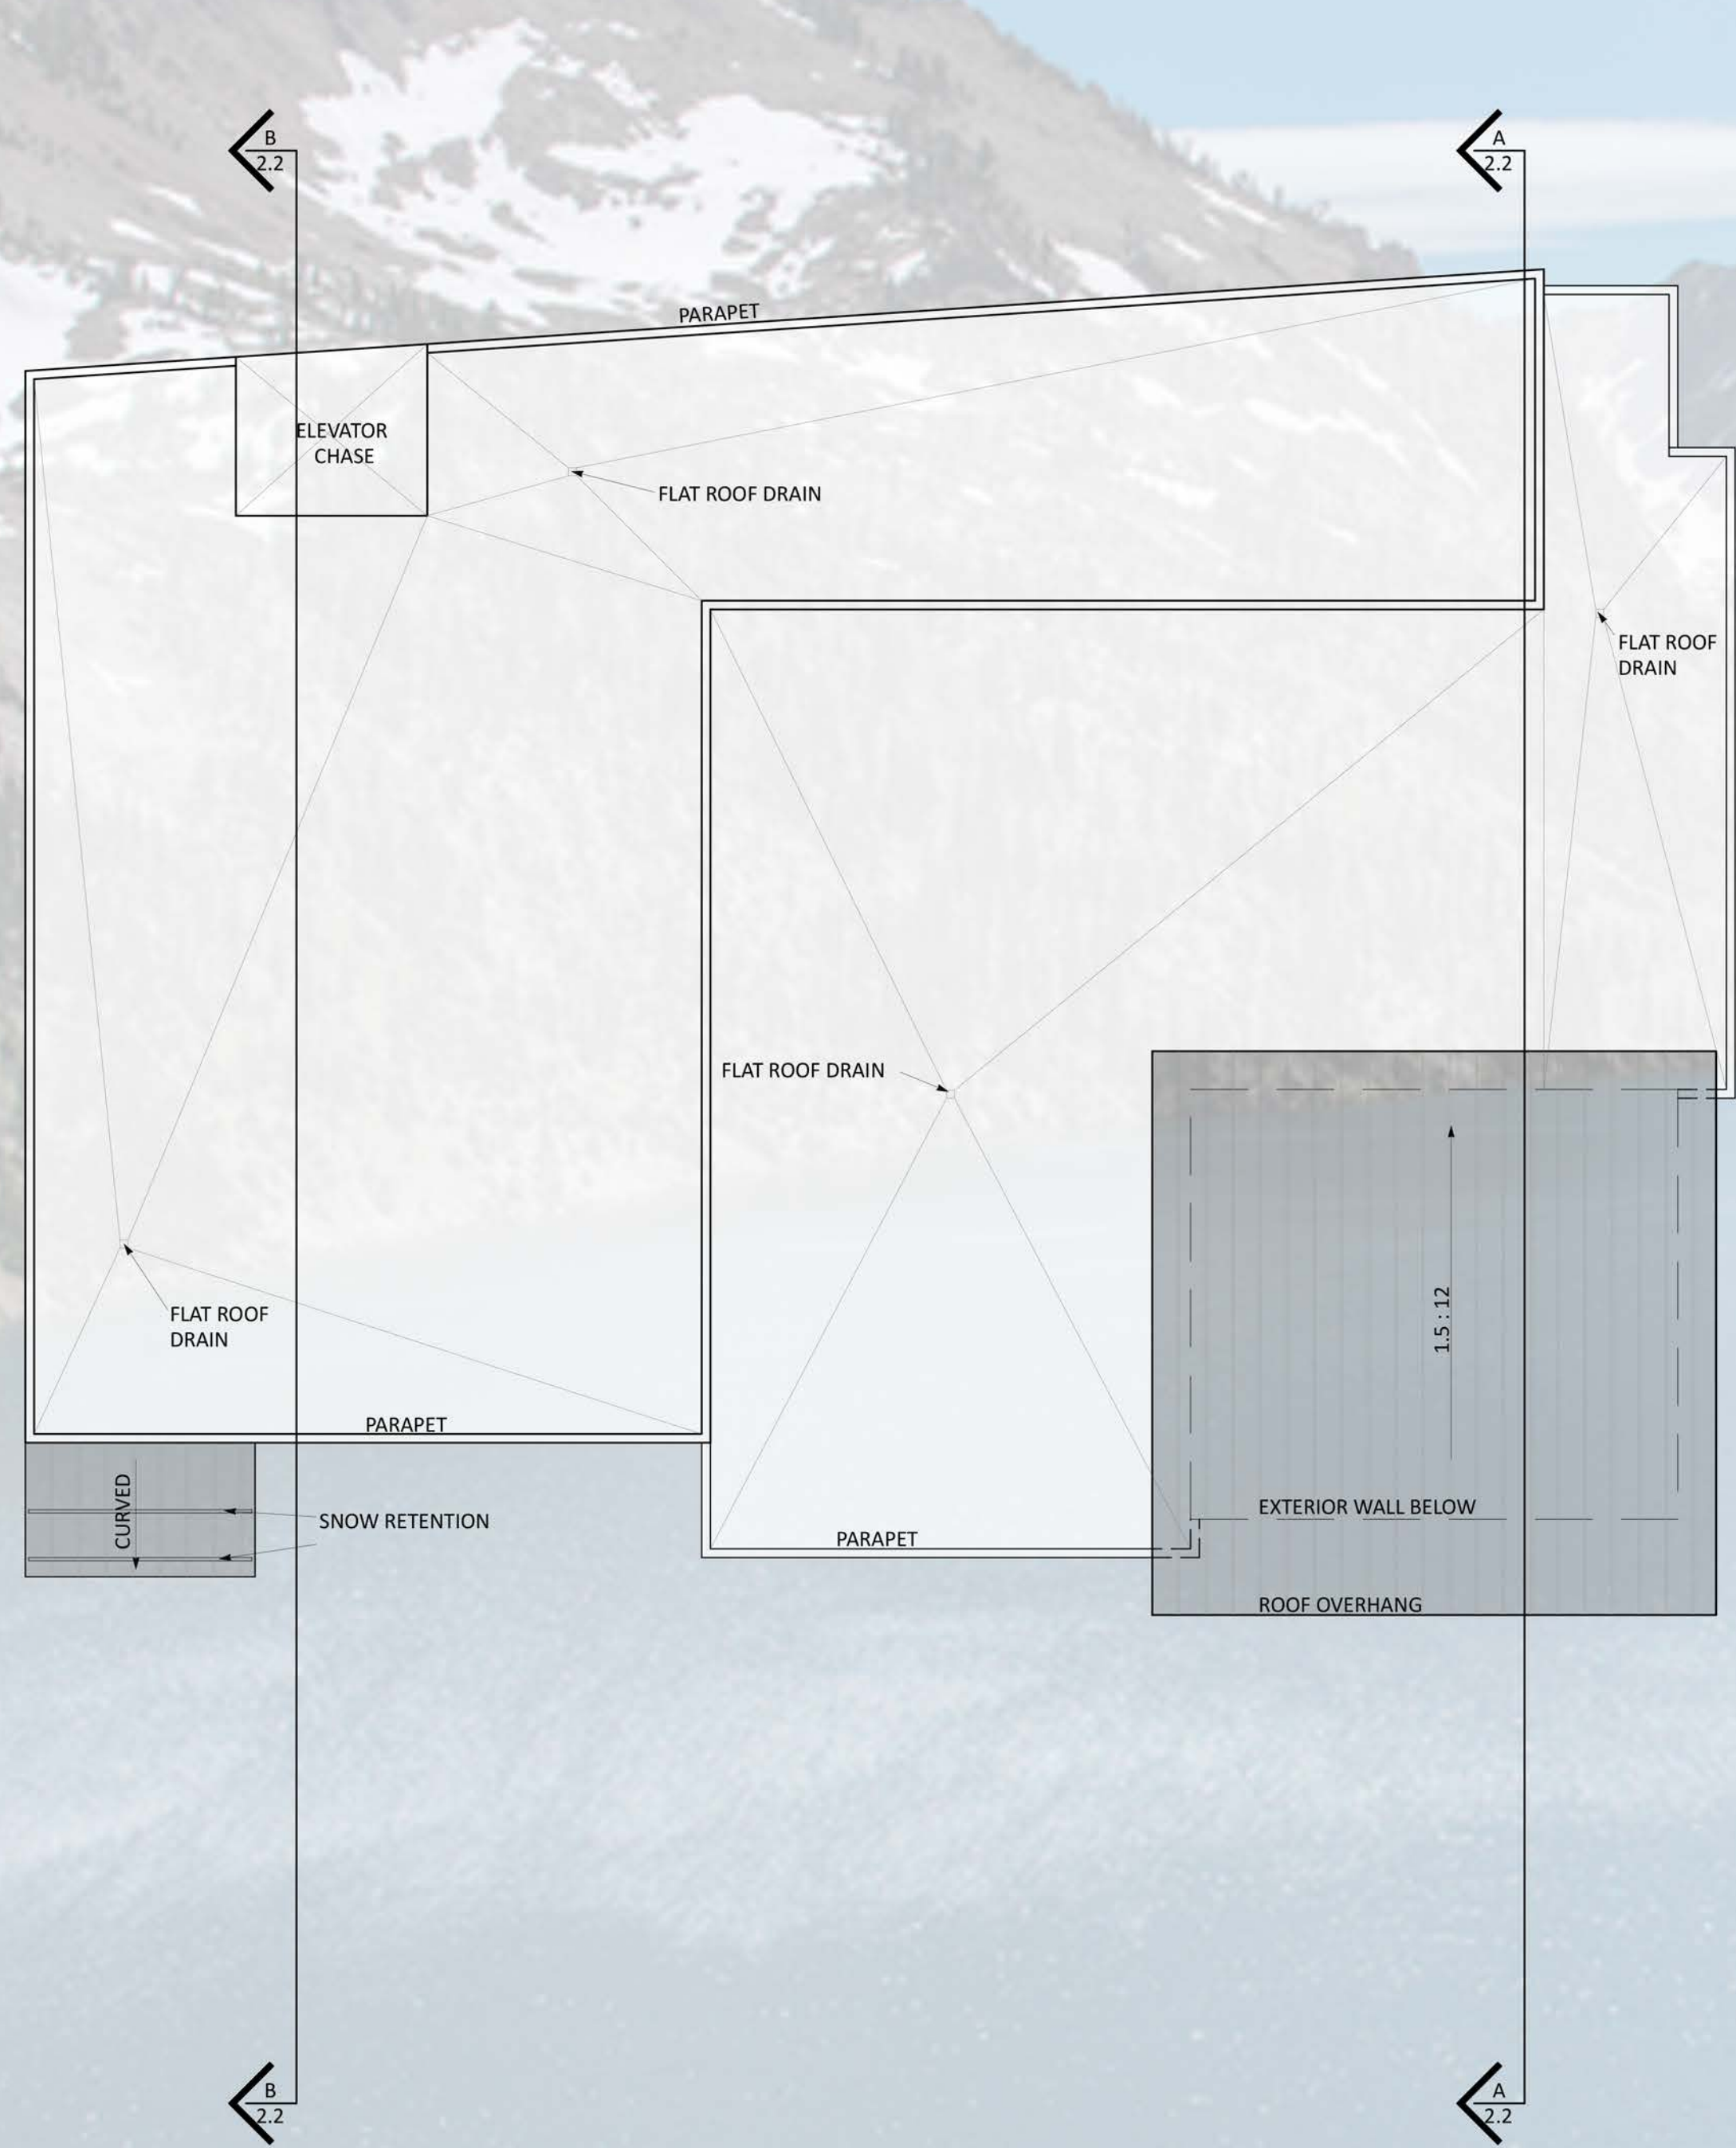 B
2.2
A
2.2
PARAPET
ELEVATOR
CHASE
FLAT ROOF DRAIN
FLAT ROOF
DRAIN
FLAT ROOF DRAIN
1.5 : 12
FLAT ROOF
DRAIN
PARAPET
CURVED
SNOW RETENTION
EXTERIOR WALL BELOW
PARAPET
ROOF OVERHANG
B
2.2
A
2.2